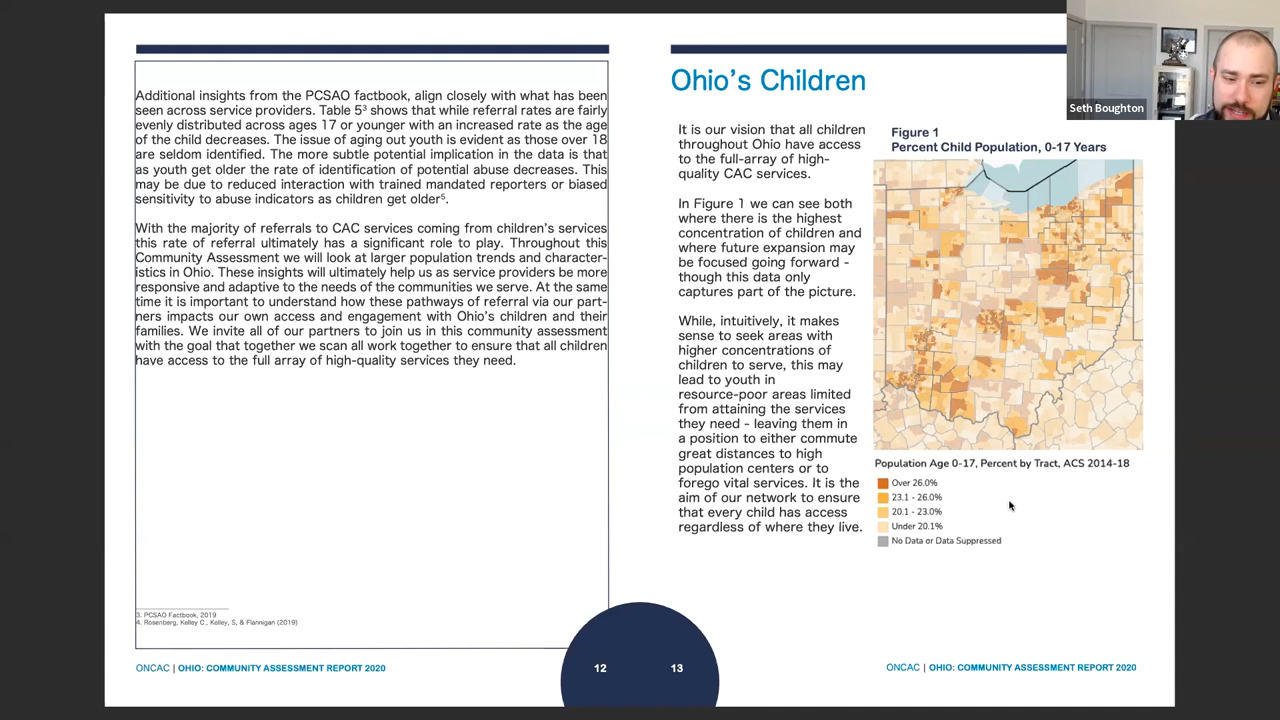 Additional insights from the PCSAO factbook, align closely with what has been
seen across service providers. Table 5³ shows that while referral rates are fairly
evenly distributed across ages 17 or younger with an increased rate as the age
of the child decreases. The issue of aging out youth is evident as those over 18
are seldom identified. The more subtle potential implication in the data is that
as youth get older the rate of identification of potential abuse decreases. This
may be due to reduced interaction with trained mandated reporters or biased
sensitivity to abuse indicators as children get older⁵.
With the majority of referrals to CAC services coming from children's services
this rate of referral ultimately has a significant role to play. Throughout this
Community Assessment we will look at larger population trends and character-
istics in Ohio. These insights will ultimately help us as service providers be more
responsive and adaptive to the needs of the communities we serve. At the same
time it is important to understand how these pathways of referral via our part-
ners impacts our own access and engagement with Ohio's children and their
families. We invite all of our partners to join us in this community assessment
with the goal that together we scan all work together to ensure that all children
have access to the full array of high-quality services they need.
3. PCSAO Factbook, 2019
4. Rosenberg, Kelley C., Kelley, S, & Flannigan (2019)
ONCAC | OHIO: COMMUNITY ASSESSMENT REPORT 2020
12
Ohio's Children
It is our vision that all children
throughout Ohio have access
to the full-array of high-
quality CAC services.
In Figure 1 we can see both
where there is the highest
concentration of children and
where future expansion may
be focused going forward -
though this data only
captures part of the picture.
While, intuitively, it makes
sense to seek areas with
higher concentrations of
children to serve, this may
lead to youth in
resource-poor areas limited
from attaining the services
they need - leaving them in
a position to either commute
great distances to high
population centers or to
forego vital services. It is the
aim of our network to ensure
that every child has access
regardless of where they live.
Figure 1
Percent Child Population, 0-17 Years
Population Age 0-17, Percent by Tract, ACS 2014-18
Over 26.0%
23.1 - 26.0%
20.1 - 23.0%
Under 20.1%
No Data or Data Suppressed
13
ONCAC | OHIO: COMMUNITY ASSESSMENT REPORT 2020
Seth Boughton